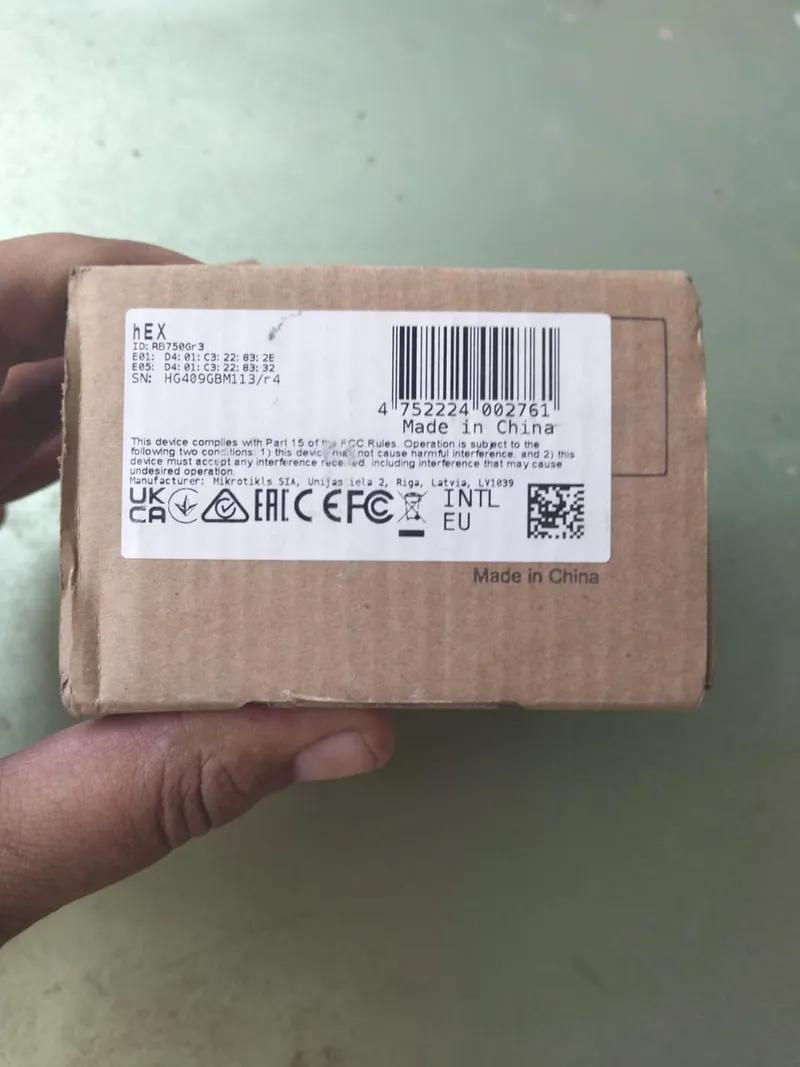 hEX
ID: RB750Gr3
E01: D4: 01: C3: 22: 83: 2E
E05: D4: 01: C3: 22: 83: 32
SN: HG409GBM113/r4
4 752224 002761
Made in China
This device complies with Part 15 of the FCC Rules. Operation is subject to the
following two conditions: 1) this device may not cause harmful interference, and 2) this
device must accept any interference received, including interference that may cause
undesired operation.
Manufacturer: Mikrotikls SIA, Unijas iela 2, Riga, Latvia, LV1039
UK
CA
EAC CE FC
INTL
EU
Made in China